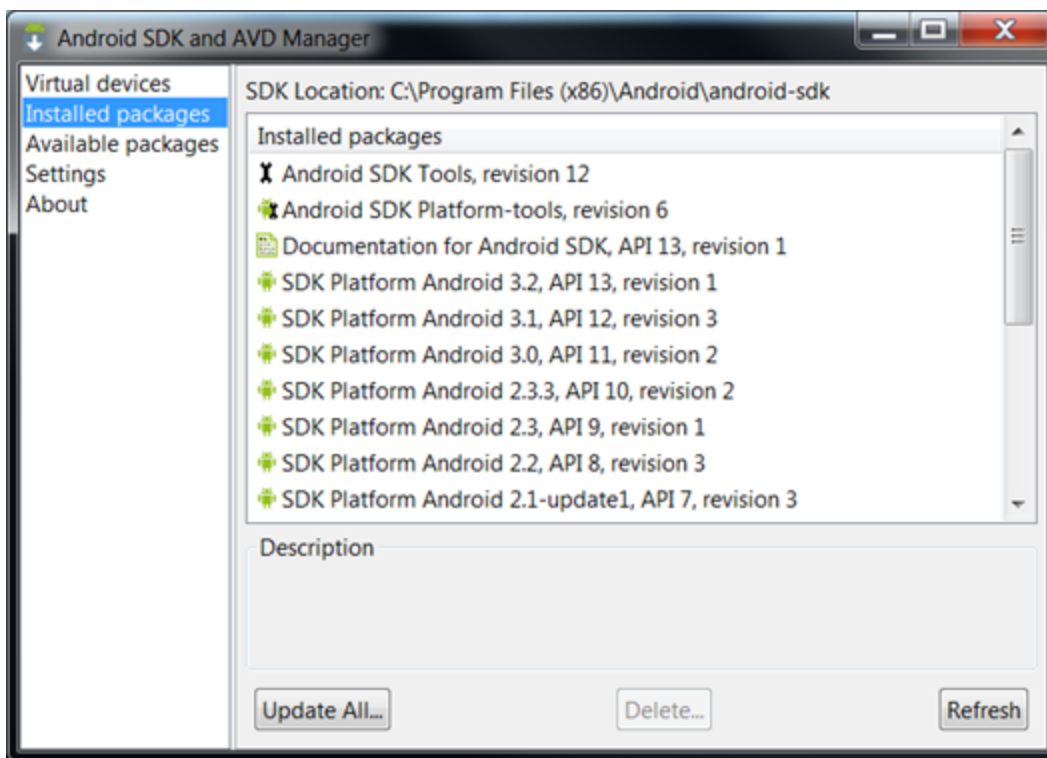 Android SDK and AVD Manager
Virtual devices
Installed packages
Available packages
Settings
About
SDK Location: C:\Program Files (x86)\Android\android-sdk
Installed packages
Android SDK Tools, revision 12
Android SDK Platform-tools, revision 6
Documentation for Android SDK, API 13, revision 1
SDK Platform Android 3.2, API 13, revision 1
SDK Platform Android 3.1, API 12, revision 3
SDK Platform Android 3.0, API 11, revision 2
SDK Platform Android 2.3.3, API 10, revision 2
SDK Platform Android 2.3, API 9, revision 1
SDK Platform Android 2.2, API 8, revision 3
SDK Platform Android 2.1-update1, API 7, revision 3
Description
Update All...
Delete...
Refresh